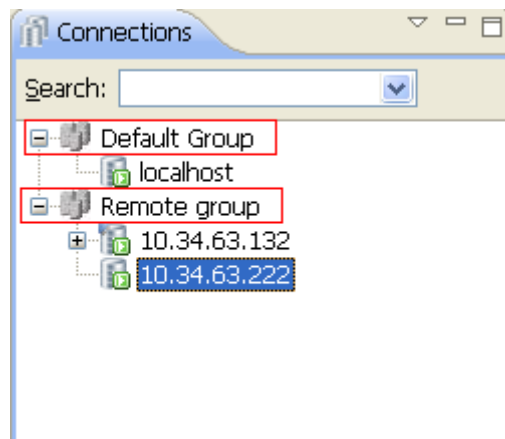 Connections
Search:
Default Group
localhost
Remote group
10.34.63.132
10.34.63.222